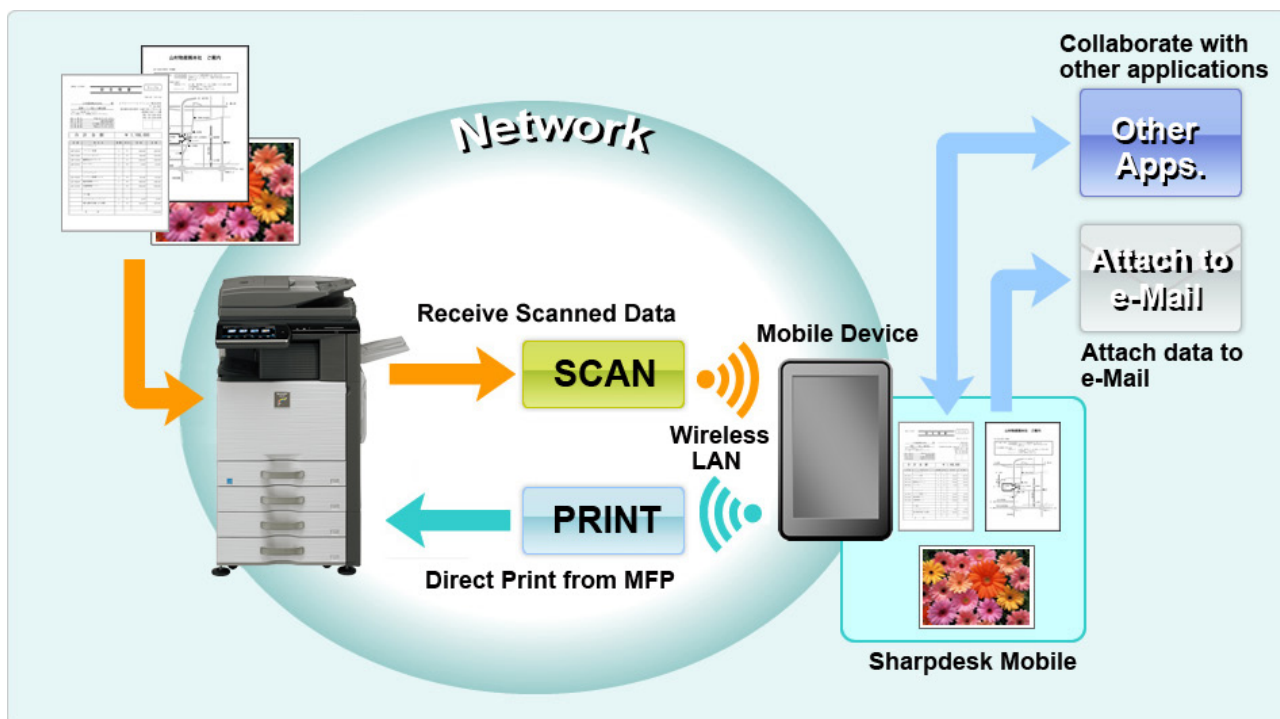 Collaborate with
other applications
Network
Other
Apps.
Attach to
e-Mail
Attach data to
e-Mail
Receive Scanned Data
SCAN
Mobile Device
Wireless
LAN
PRINT
Direct Print from MFP
Sharpdesk Mobile